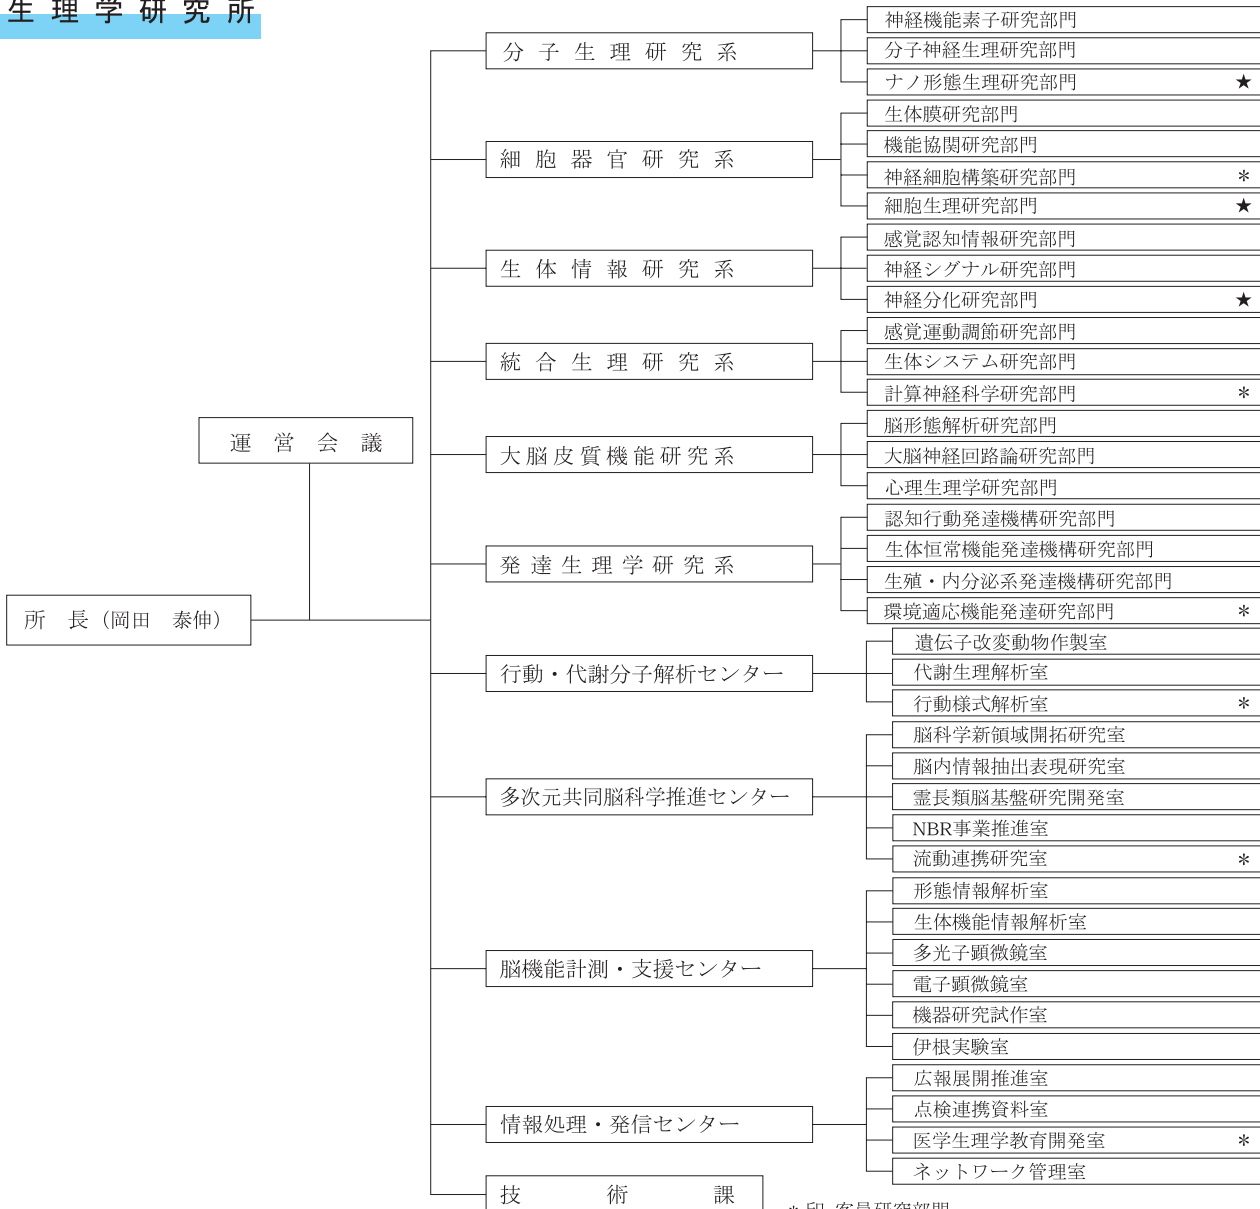 生理学研究所
分子生理研究系
神経機能素子研究部門
分子神経生理研究部門
ナノ形態生理研究部門 ★
細胞器官研究系
生体膜研究部門
機能協関研究部門
神経細胞構築研究部門 *
細胞生理研究部門 ★
生体情報研究系
感覚認知情報研究部門
神経シグナル研究部門
神経分化研究部門 ★
統合生理研究系
感覚運動調節研究部門
生体システム研究部門
計算神経科学研究部門 *
運営会議
大脳皮質機能研究系
脳形態解析研究部門
大脳神経回路論研究部門
心理生理学研究部門
所 長（岡田 泰伸）
発達生理学研究系
認知行動発達機構研究部門
生体恒常機能発達機構研究部門
生殖・内分泌系発達機構研究部門
環境適応機能発達研究部門 *
行動・代謝分子解析センター
遺伝子改変動物作製室
代謝生理解析室
行動様式解析室 *
多次元共同脳科学推進センター
脳科学新領域開拓研究室
脳内情報抽出表現研究室
霊長類脳基盤研究開発室
NBR事業推進室
流動連携研究室 *
脳機能計測・支援センター
形態情報解析室
生体機能情報解析室
多光子顕微鏡室
電子顕微鏡室
機器研究試作室
伊根実験室
情報処理・発信センター
広報展開推進室
点検連携資料室
医学生理学教育開発室 *
ネットワーク管理室
技術課
*印 客員研究部門